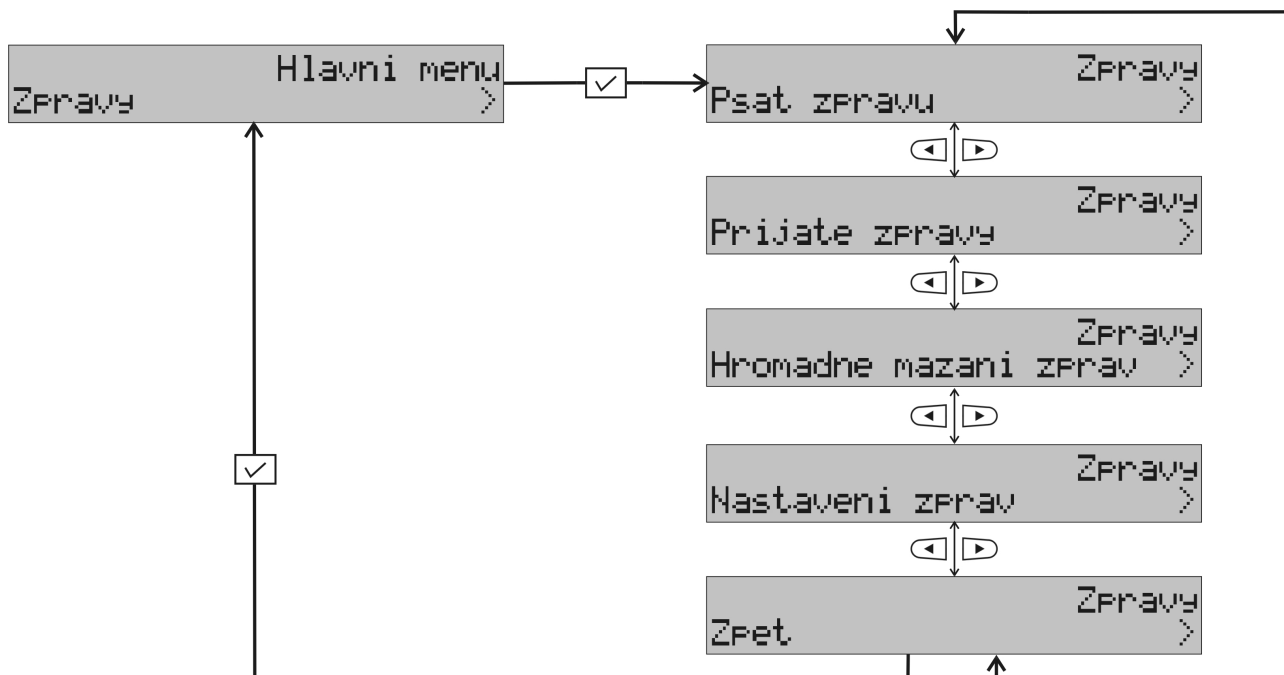 Hlavni menu
Zpravy >
Zpravy
Psat zpravu >
Zpravy
Prijate zpravy >
Zpravy
Hromadne mazani zprav >
Zpravy
Nastaveni zprav >
Zpravy
Zpet >